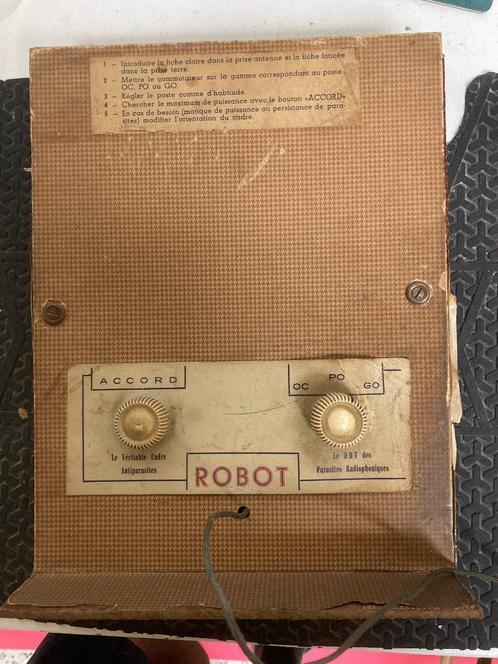 1 — Introduire la fiche claire dans la prise antenne et la fiche foncée
dans la prise terre.
2 — Mettre le commutateur sur la gamme correspondant au poste
OC, PO ou GO.
3 — Régler le poste comme d'habitude.
4 — Chercher le maximum de puissance avec le bouton «ACCORD»
5 — En cas de besoin (manque de puissance ou persistance de para-
sites) modifier l'orientation du cadre.
ACCORD
OC PO GO
Le Véritable Cadre
Antiparasites
Le DDT des
Parasites Radiophoniques
ROBOT